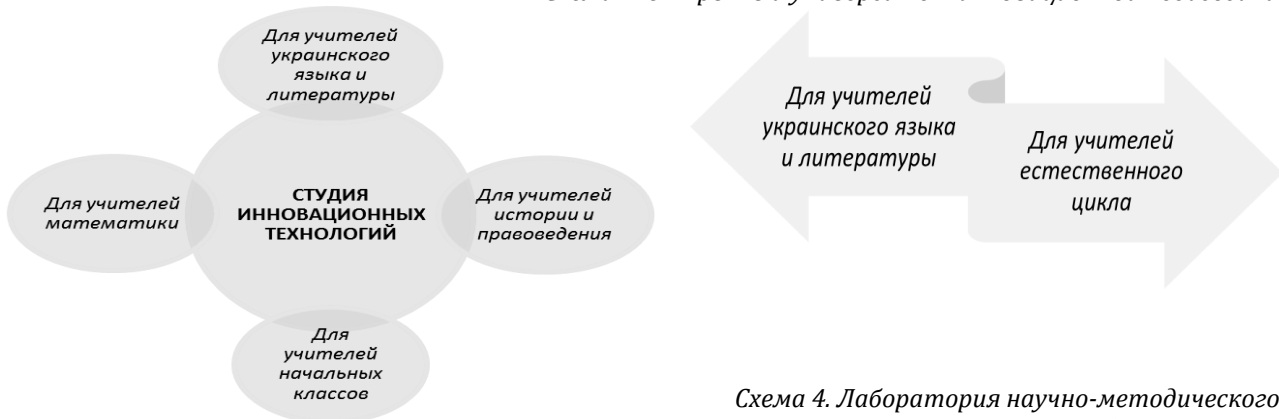 Для учителей
украинского
языка и
литературы
Для учителей
математики
СТУДИЯ
ИННОВАЦИОННЫХ
ТЕХНОЛОГИЙ
Для учителей
истории и
правоведения
Для
учителей
начальных
классов
Для учителей
украинского языка
и литературы
Для учителей
естественного
цикла
Схема 4. Лаборатория научно-методического